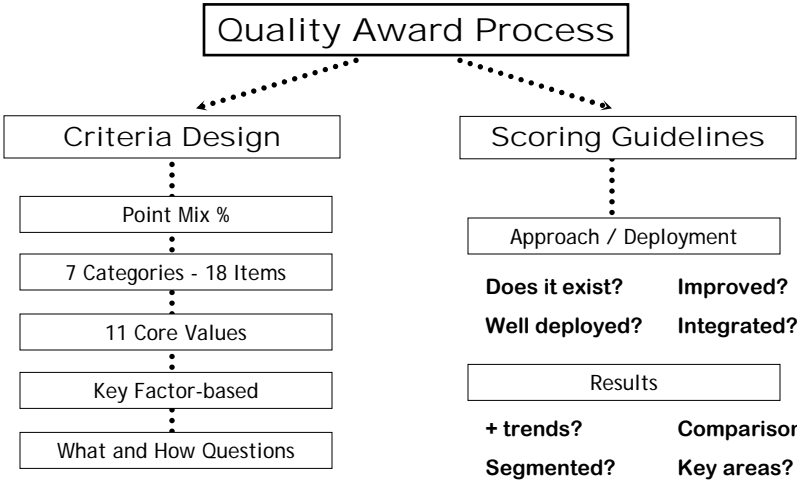 Quality Award Process
Criteria Design
Point Mix %
7 Categories - 18 Items
11 Core Values
Key Factor-based
What and How Questions
Scoring Guidelines
Approach / Deployment
Does it exist? Improved?
Well deployed? Integrated?
Results
+ trends? Comparison
Segmented? Key areas?